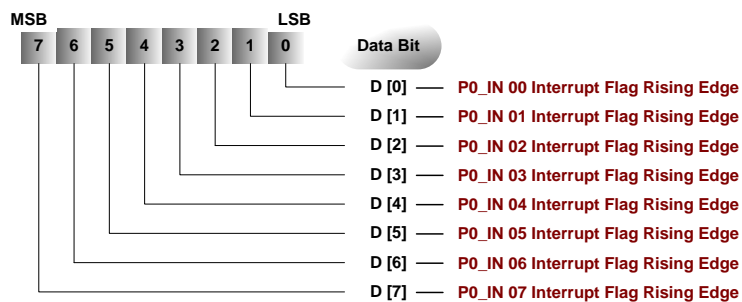 MSB LSB
7 6 5 4 3 2 1 0 Data Bit
D [0] P0_IN 00 Interrupt Flag Rising Edge
D [1] P0_IN 01 Interrupt Flag Rising Edge
D [2] P0_IN 02 Interrupt Flag Rising Edge
D [3] P0_IN 03 Interrupt Flag Rising Edge
D [4] P0_IN 04 Interrupt Flag Rising Edge
D [5] P0_IN 05 Interrupt Flag Rising Edge
D [6] P0_IN 06 Interrupt Flag Rising Edge
D [7] P0_IN 07 Interrupt Flag Rising Edge